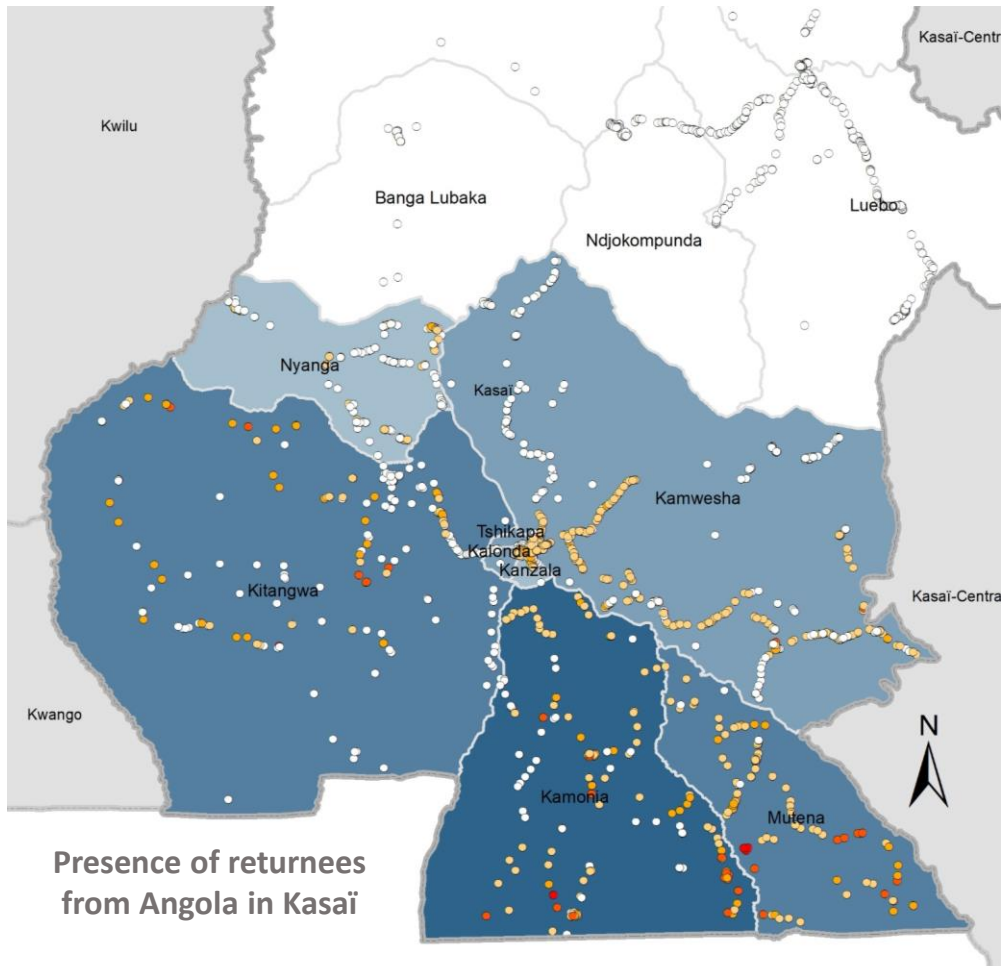 Kasaï-Centr
Kwilu
Banga Lubaka
Luebo
Ndjokompunda
Nyanga
Kasaï
Kamwesha
Tshikapa
Kalonda
Kanzala
Kitangwa
Kasaï-Centra
Kwango
N
Kamonia
Mutena
Presence of returnees
from Angola in Kasaï